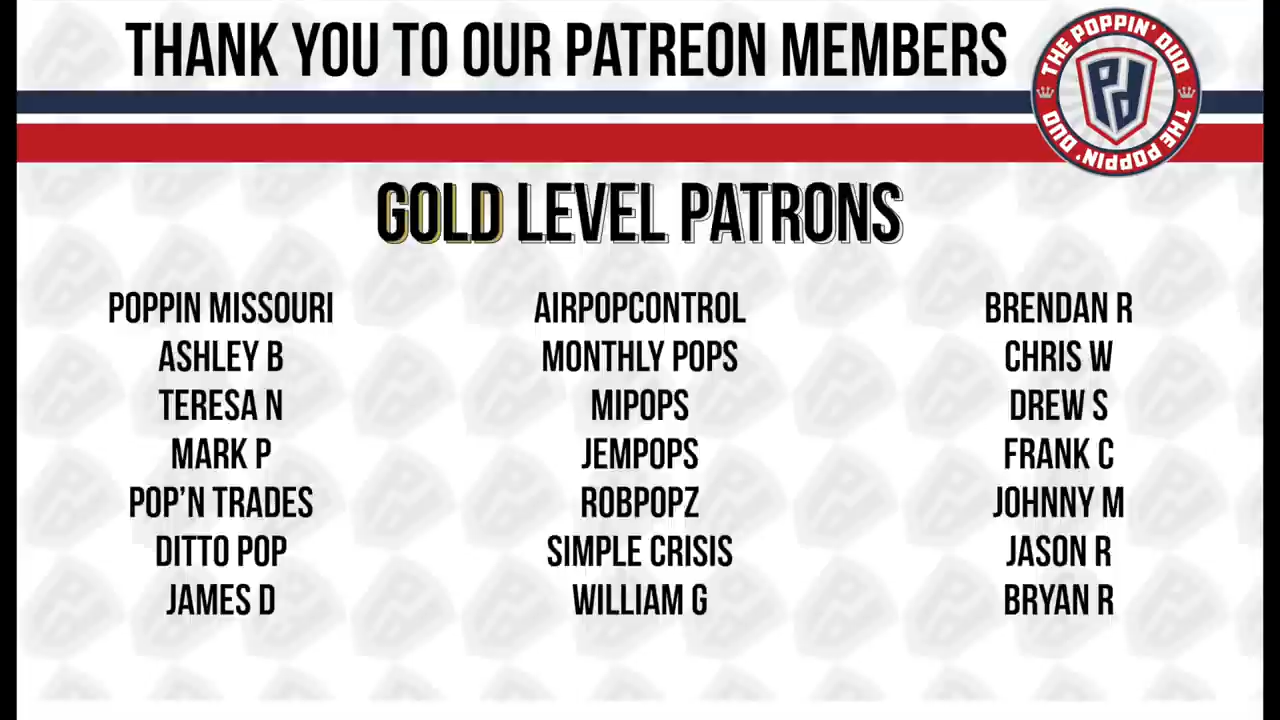 THANK YOU TO OUR PATREON MEMBERS
THE POPPIN' DUO
Pd
THE POPPIN' DUO
GOLD LEVEL PATRONS
POPPIN MISSOURI
ASHLEY B
TERESA N
MARK P
POP’N TRADES
DITTO POP
JAMES D
AIRPOPCONTROL
MONTHLY POPS
MIPOPS
JEMPOPS
ROBPOPZ
SIMPLE CRISIS
WILLIAM G
BRENDAN R
CHRIS W
DREW S
FRANK C
JOHNNY M
JASON R
BRYAN R